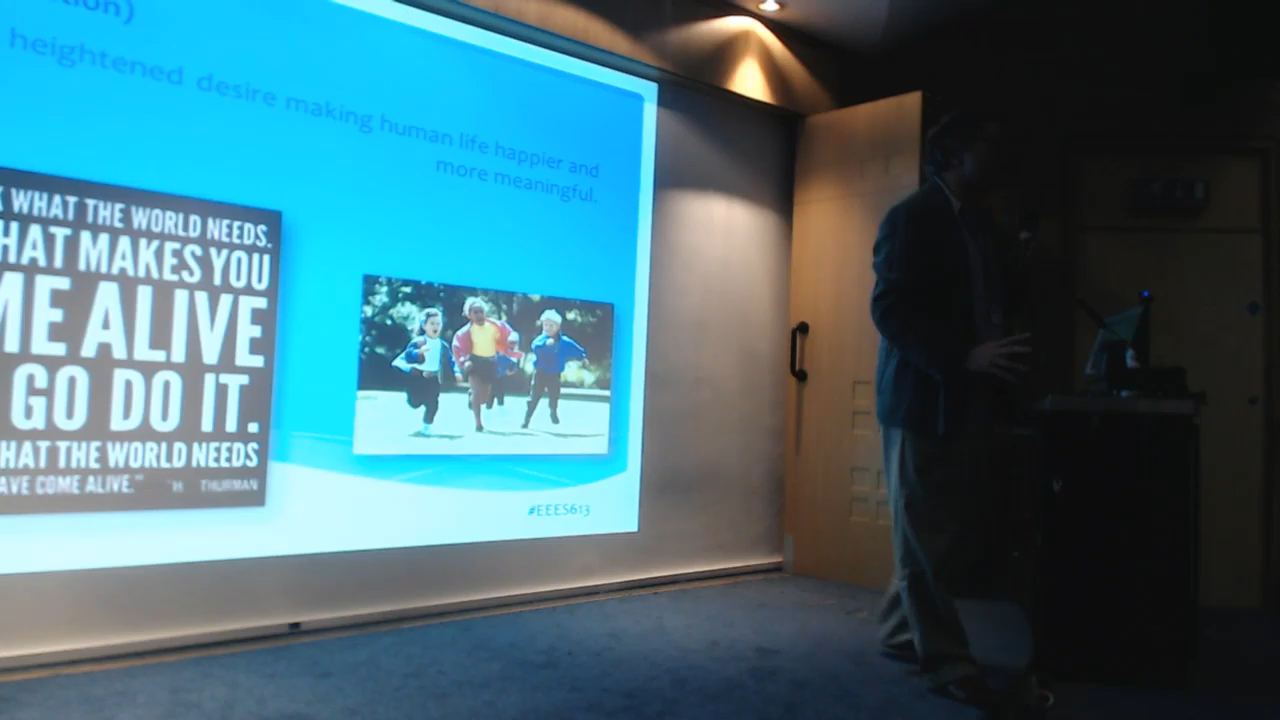 heightened desire making human life happier and
more meaningful.
WHAT THE WORLD NEEDS.
HAT MAKES YOU
ME ALIVE
GO DO IT.
HAT THE WORLD NEEDS
AVE COME ALIVE." THURMAN
#EEES613